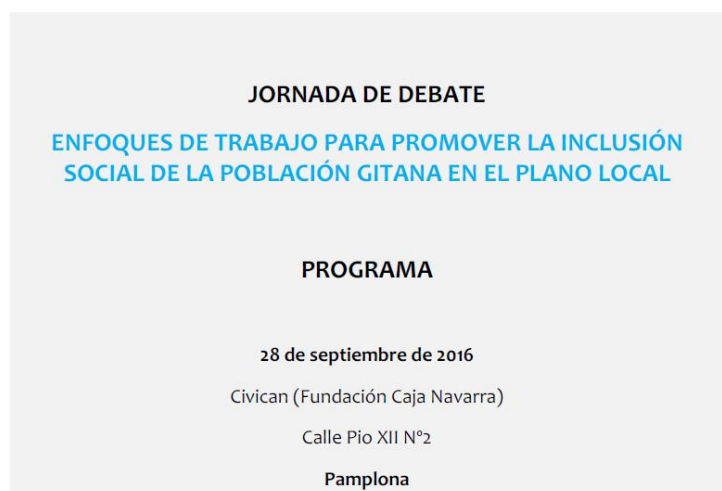 JORNADA DE DEBATE
ENFOQUES DE TRABAJO PARA PROMOVER LA INCLUSIÓN
SOCIAL DE LA POBLACIÓN GITANA EN EL PLANO LOCAL
PROGRAMA
28 de septiembre de 2016
Civican (Fundación Caja Navarra)
Calle Pio XII Nº2
Pamplona